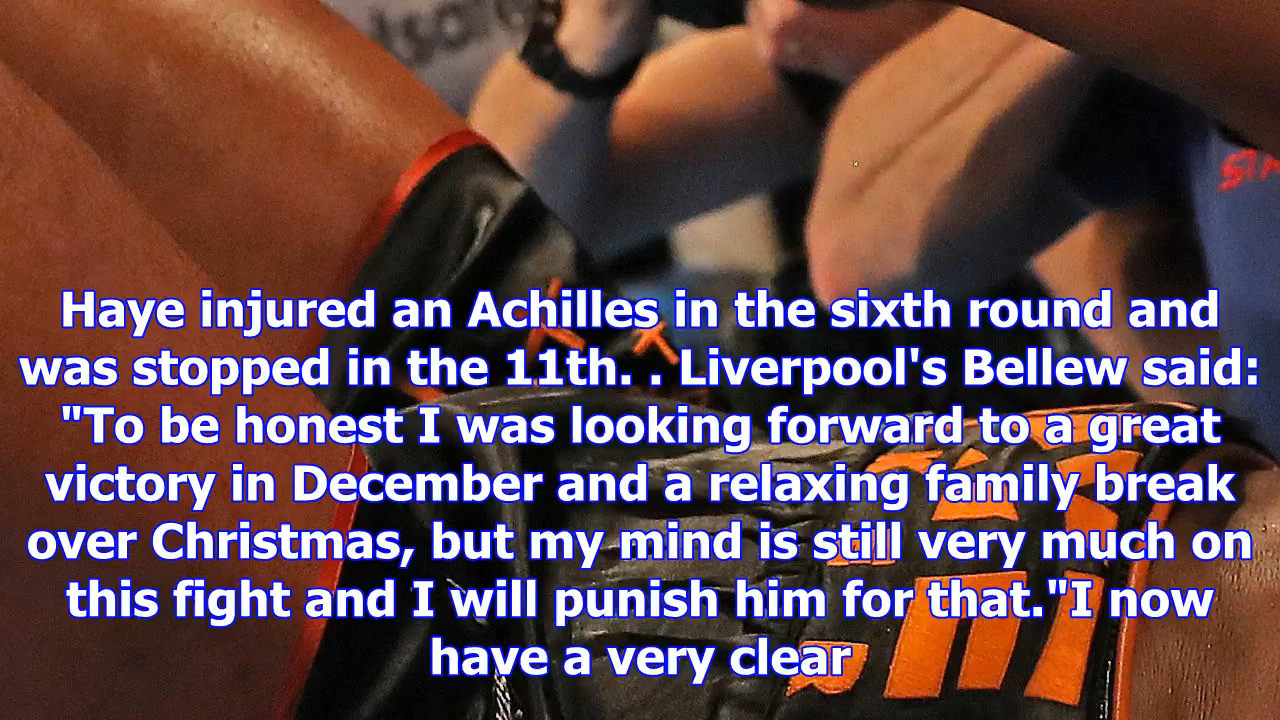 Haye injured an Achilles in the sixth round and
was stopped in the 11th. . Liverpool's Bellew said:
"To be honest I was looking forward to a great
victory in December and a relaxing family break
over Christmas, but my mind is still very much on
this fight and I will punish him for that."I now
have a very clear